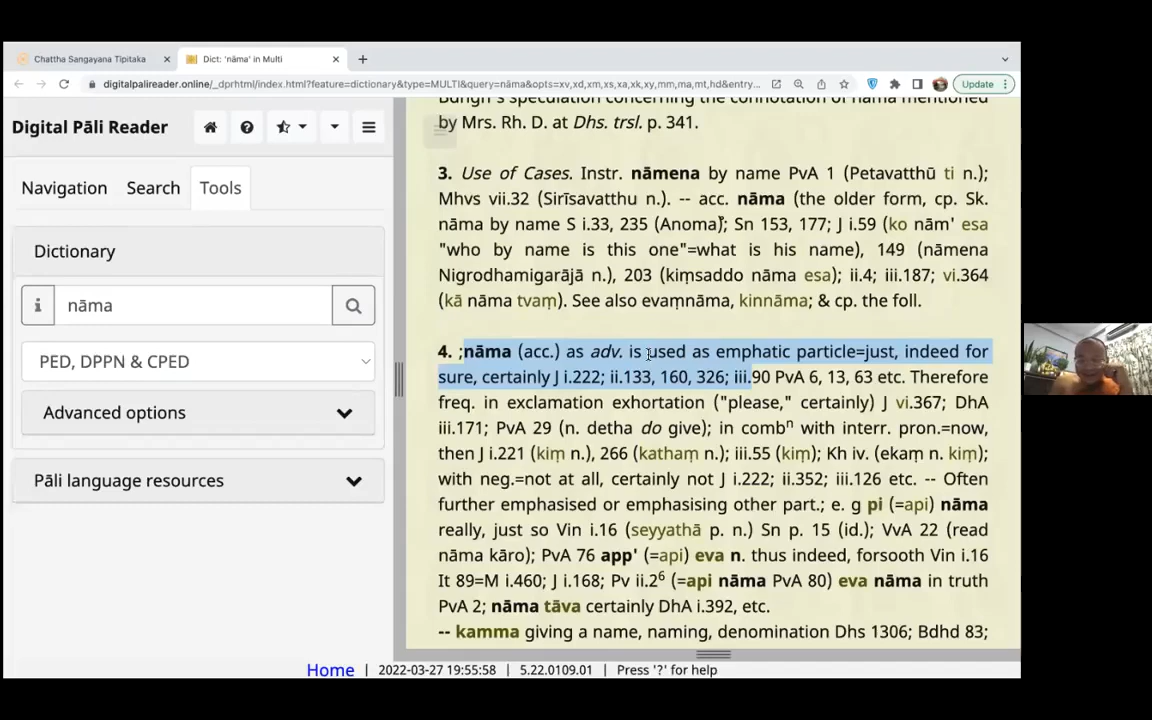 Chattha Sangayana Tipitaka
Dict: 'nāma' in Multi
digitalpalireader.online/_dprhtml/index.html?feature=dictionary&type=MULTI&query=nāma&opts=xv,xd,xm,xs,xa,xk,xy,mm,ma,mt,hd&entry...
Update
Digital Pāli Reader
Navigation Search Tools
Dictionary
nāma
PED, DPPN & CPED
Advanced options
Pāli language resources
speculation concerning the connotation of nāma mentioned
by Mrs. Rh. D. at Dhs. trsl. p. 341.
3. Use of Cases. Instr. nāmena by name PvA 1 (Petavatthū ti n.);
Mhvs vii.32 (Sirīsavatthu n.). -- acc. nāma (the older form, cp. Sk.
nāma by name S i.33, 235 (Anoma); Sn 153, 177; J i.59 (ko nām' esa
"who by name is this one"=what is his name), 149 (nāmena
Nigrodhamigarājā n.), 203 (kiṃsaddo nāma esa); ii.4; iii.187; vi.364
(kā nāma tvaṃ). See also evaṃnāma, kinnāma; & cp. the foll.
4. ;nāma (acc.) as adv. is used as emphatic particle=just, indeed for
sure, certainly J i.222; ii.133, 160, 326; iii.90 PvA 6, 13, 63 etc. Therefore
freq. in exclamation exhortation ("please," certainly) J vi.367; DhA
iii.171; PvA 29 (n. detha do give); in combⁿ with interr. pron.=now,
then J i.221 (kiṃ n.), 266 (kathaṃ n.); iii.55 (kiṃ); Kh iv. (ekaṃ n. kiṃ);
with neg.=not at all, certainly not J i.222; ii.352; iii.126 etc. -- Often
further emphasised or emphasising other part.; e. g pi (=api) nāma
really, just so Vin i.16 (seyyathā p. n.) Sn p. 15 (id.); VvA 22 (read
nāma kāro); PvA 76 app' (=api) eva n. thus indeed, forsooth Vin i.16
It 89=M i.460; J i.168; Pv ii.2⁶ (=api nāma PvA 80) eva nāma in truth
PvA 2; nāma tāva certainly DhA i.392, etc.
-- kamma giving a name, naming, denomination Dhs 1306; Bdhd 83;
Home | 2022-03-27 19:55:58 | 5.22.0109.01 | Press '?' for help